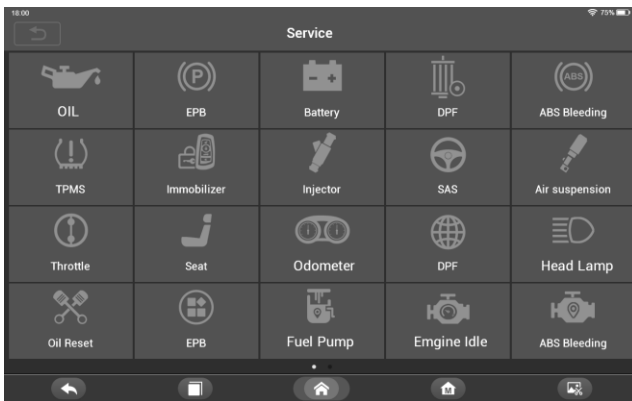 18:00
75%
Service
OIL
EPB
Battery
DPF
ABS Bleeding
TPMS
Immobilizer
Injector
SAS
Air suspension
Throttle
Seat
Odometer
DPF
Head Lamp
Oil Reset
EPB
Fuel Pump
Emgine Idle
ABS Bleeding